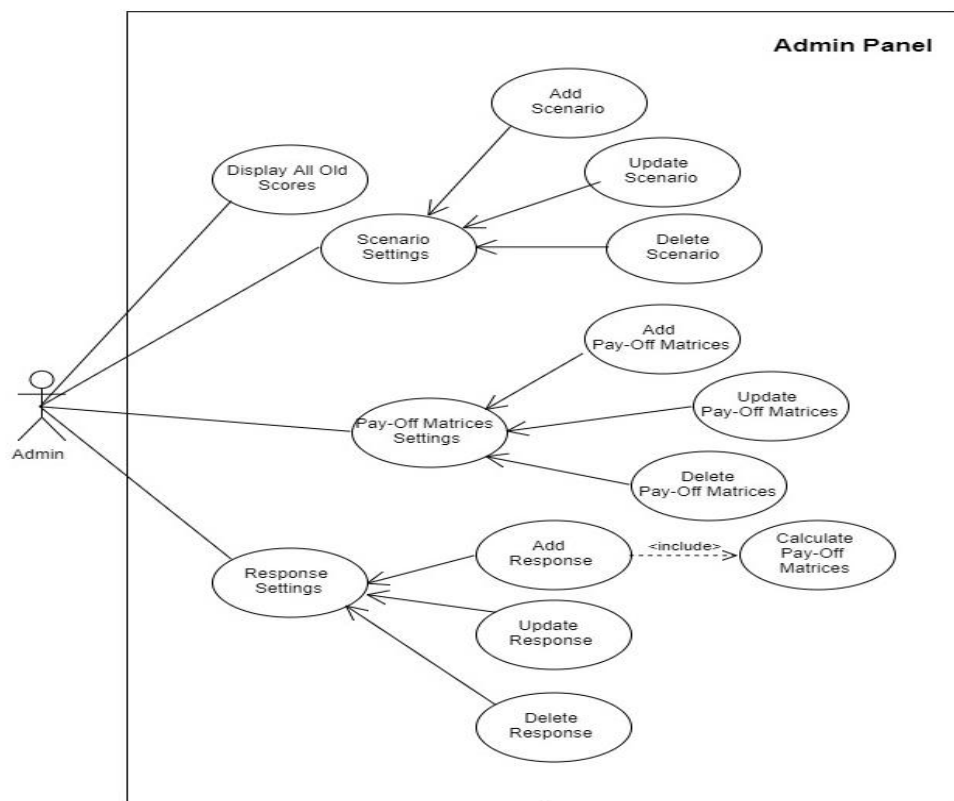 Admin Panel
Add
Scenario
Display All Old
Scores
Update
Scenario
Scenario
Settings
Delete
Scenario
Add
Pay-Off Matrices
Update
Pay-Off Matrices
Pay-Off Matrices
Settings
Delete
Pay-Off Matrices
Admin
Add
Response
<include>
Calculate
Pay-Off
Matrices
Response
Settings
Update
Response
Delete
Response